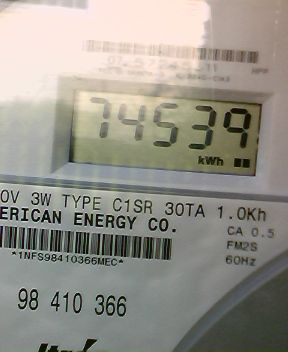 74539
kWh
0V 3W TYPE C1SR 30TA 1.0Kh
ERICAN ENERGY CO.
CA 0.5
FM2S
*1NFS98410366MEC*
60Hz
98 410 366